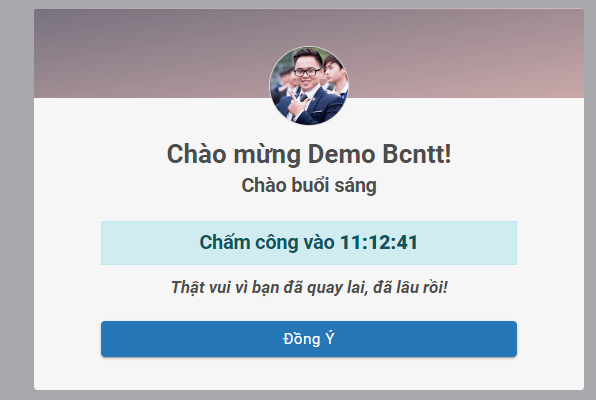 Chào mừng Demo Bcntt!
Chào buổi sáng
Chấm công vào 11:12:41
Thật vui vì bạn đã quay lai, đã lâu rồi!
Đồng Ý